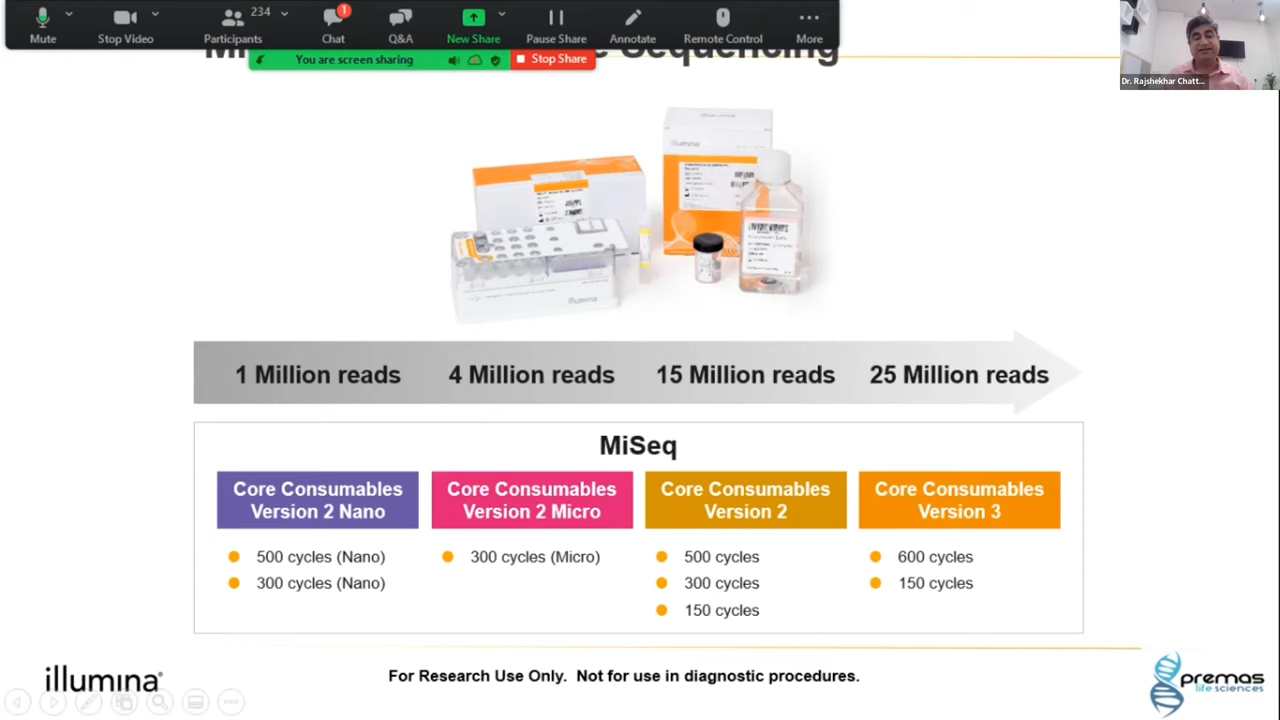 Mute
Stop Video
Participants
234
Chat
1
Q&A
New Share
Pause Share
Annotate
Remote Control
More
You are screen sharing
Stop Share
Sequencing
Dr. Rajshekhar Chatt...
illumina
illumina
1 Million reads
4 Million reads
15 Million reads
25 Million reads
MiSeq
Core Consumables
Version 2 Nano
500 cycles (Nano)
300 cycles (Nano)
Core Consumables
Version 2 Micro
300 cycles (Micro)
Core Consumables
Version 2
500 cycles
300 cycles
150 cycles
Core Consumables
Version 3
600 cycles
150 cycles
illumina®
For Research Use Only. Not for use in diagnostic procedures.
premas
life sciences